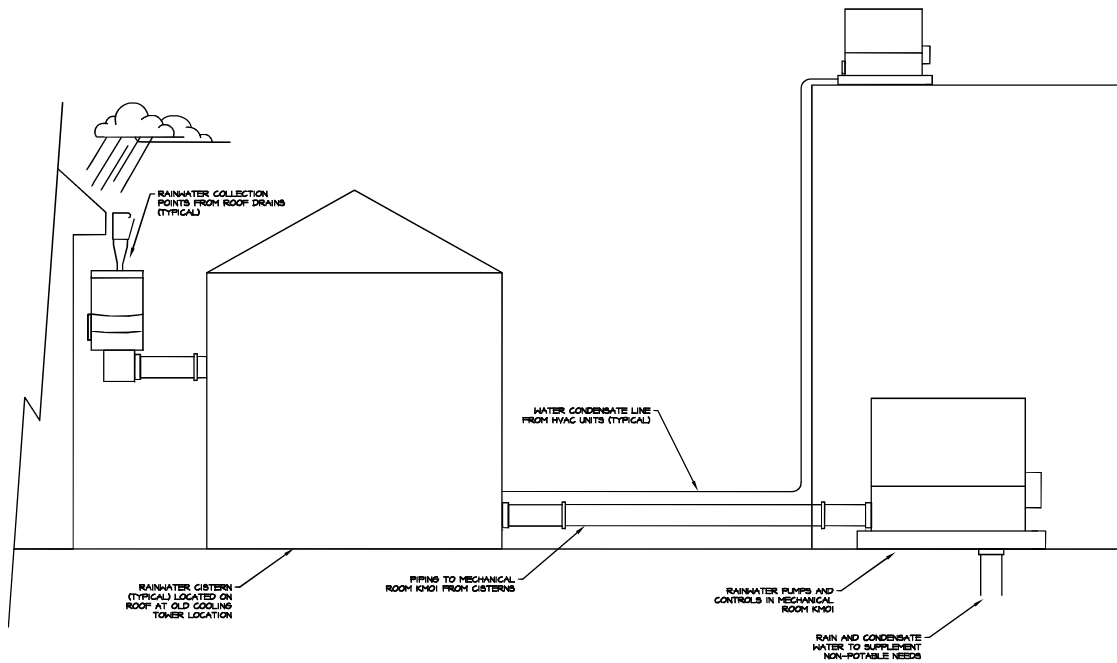 RAINWATER COLLECTION
POINTS FROM ROOF DRAINS
(TYPICAL)
WATER CONDENSATE LINE
FROM HVAC UNITS (TYPICAL)
RAINWATER CISTERN
(TYPICAL) LOCATED ON
ROOF AT OLD COOLING
TOWER LOCATION
PIPING TO MECHANICAL
ROOM KM01 FROM CISTERNS
RAINWATER PUMPS AND
CONTROLS IN MECHANICAL
ROOM KM01
RAIN AND CONDENSATE
WATER TO SUPPLEMENT
NON-POTABLE NEEDS